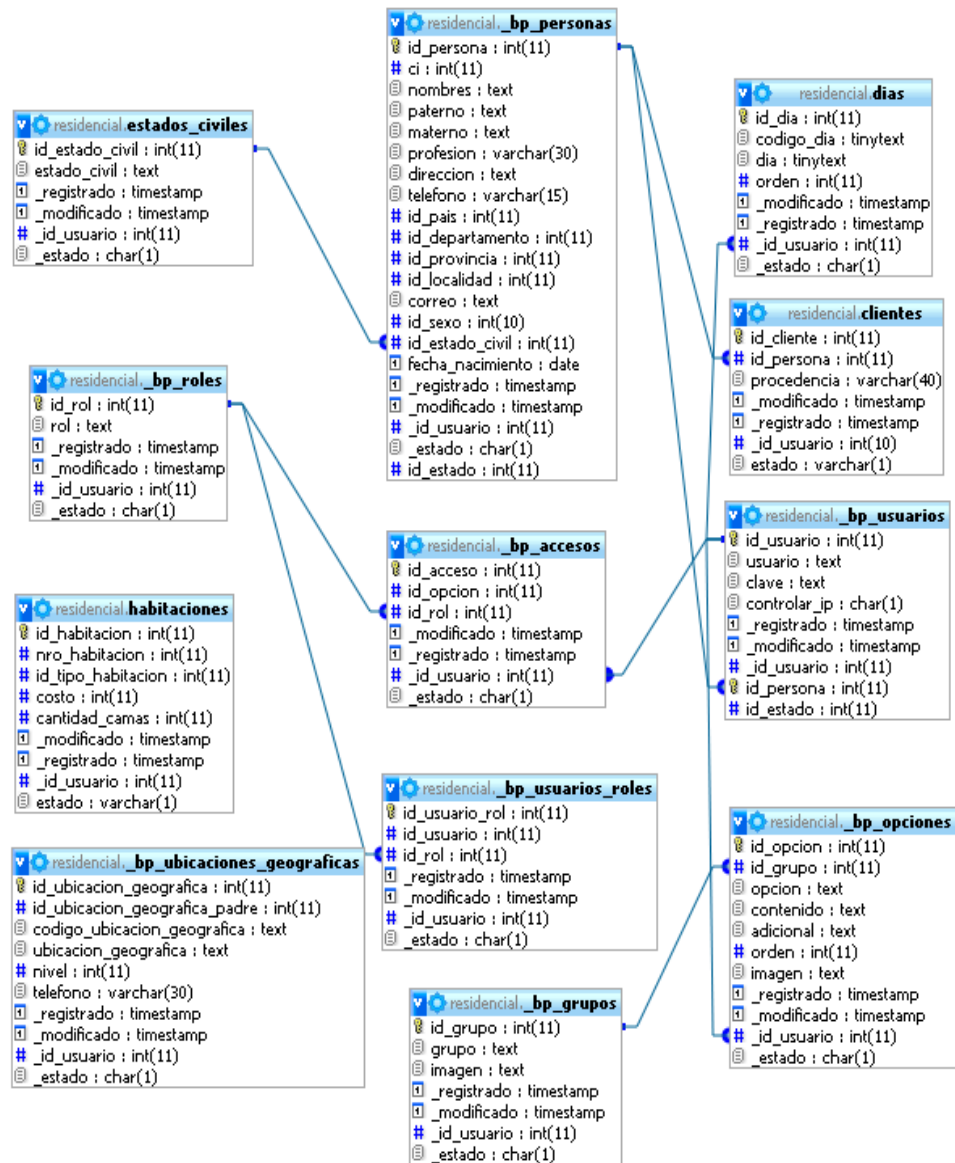 residencial._bp_personas
id_persona : int(11)
ci : int(11)
nombres : text
paterno : text
materno : text
profesion : varchar(30)
direccion : text
telefono : varchar(15)
id_pais : int(11)
id_departamento : int(11)
id_provincia : int(11)
id_localidad : int(11)
correo : text
id_sexo : int(10)
id_estado_civil : int(11)
fecha_nacimiento : date
_registrado : timestamp
_modificado : timestamp
_id_usuario : int(11)
_estado : char(1)
id_estado : int(11)
residencial.estados_civiles
id_estado_civil : int(11)
estado_civil : text
_registrado : timestamp
_modificado : timestamp
_id_usuario : int(11)
_estado : char(1)
residencial.dias
id_dia : int(11)
codigo_dia : tinytext
dia : tinytext
orden : int(11)
_modificado : timestamp
_registrado : timestamp
_id_usuario : int(11)
_estado : char(1)
residencial.clientes
id_cliente : int(11)
id_persona : int(11)
procedencia : varchar(40)
_modificado : timestamp
_registrado : timestamp
_id_usuario : int(10)
estado : varchar(1)
residencial._bp_roles
id_rol : int(11)
rol : text
_registrado : timestamp
_modificado : timestamp
_id_usuario : int(11)
_estado : char(1)
residencial._bp_accesos
id_acceso : int(11)
id_opcion : int(11)
id_rol : int(11)
_modificado : timestamp
_registrado : timestamp
_id_usuario : int(11)
_estado : char(1)
residencial._bp_usuarios
id_usuario : int(11)
usuario : text
clave : text
controlar_ip : char(1)
_registrado : timestamp
_modificado : timestamp
_id_usuario : int(11)
id_persona : int(11)
id_estado : int(11)
residencial.habitaciones
id_habitacion : int(11)
nro_habitacion : int(11)
id_tipo_habitacion : int(11)
costo : int(11)
cantidad_camas : int(11)
_modificado : timestamp
_registrado : timestamp
_id_usuario : int(11)
estado : varchar(1)
residencial._bp_usuarios_roles
id_usuario_rol : int(11)
id_usuario : int(11)
id_rol : int(11)
_registrado : timestamp
_modificado : timestamp
_id_usuario : int(11)
_estado : char(1)
residencial._bp_opciones
id_opcion : int(11)
id_grupo : int(11)
opcion : text
contenido : text
adicional : text
orden : int(11)
imagen : text
_registrado : timestamp
_modificado : timestamp
_id_usuario : int(11)
_estado : char(1)
residencial._bp_ubicaciones_geograficas
id_ubicacion_geografica : int(11)
id_ubicacion_geografica_padre : int(11)
codigo_ubicacion_geografica : text
ubicacion_geografica : text
nivel : int(11)
telefono : varchar(30)
_registrado : timestamp
_modificado : timestamp
_id_usuario : int(11)
_estado : char(1)
residencial._bp_grupos
id_grupo : int(11)
grupo : text
imagen : text
_registrado : timestamp
_modificado : timestamp
_id_usuario : int(11)
_estado : char(1)